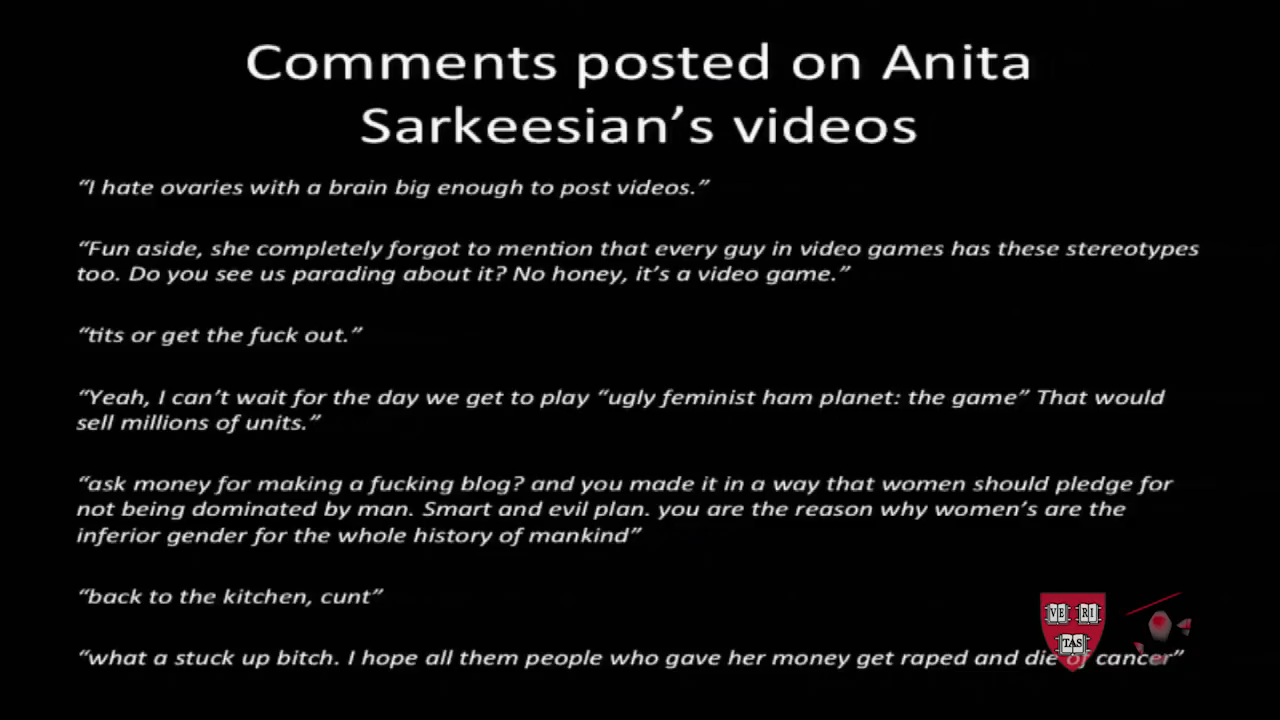 Comments posted on Anita
Sarkeesian’s videos
“I hate ovaries with a brain big enough to post videos.”
“Fun aside, she completely forgot to mention that every guy in video games has these stereotypes
too. Do you see us parading about it? No honey, it’s a video game.”
“tits or get the fuck out.”
“Yeah, I can’t wait for the day we get to play “ugly feminist ham planet: the game” That would
sell millions of units.”
“ask money for making a fucking blog? and you made it in a way that women should pledge for
not being dominated by man. Smart and evil plan. you are the reason why women’s are the
inferior gender for the whole history of mankind”
“back to the kitchen, cunt”
“what a stuck up bitch. I hope all them people who gave her money get raped and die of cancer”
VE RI
TAS